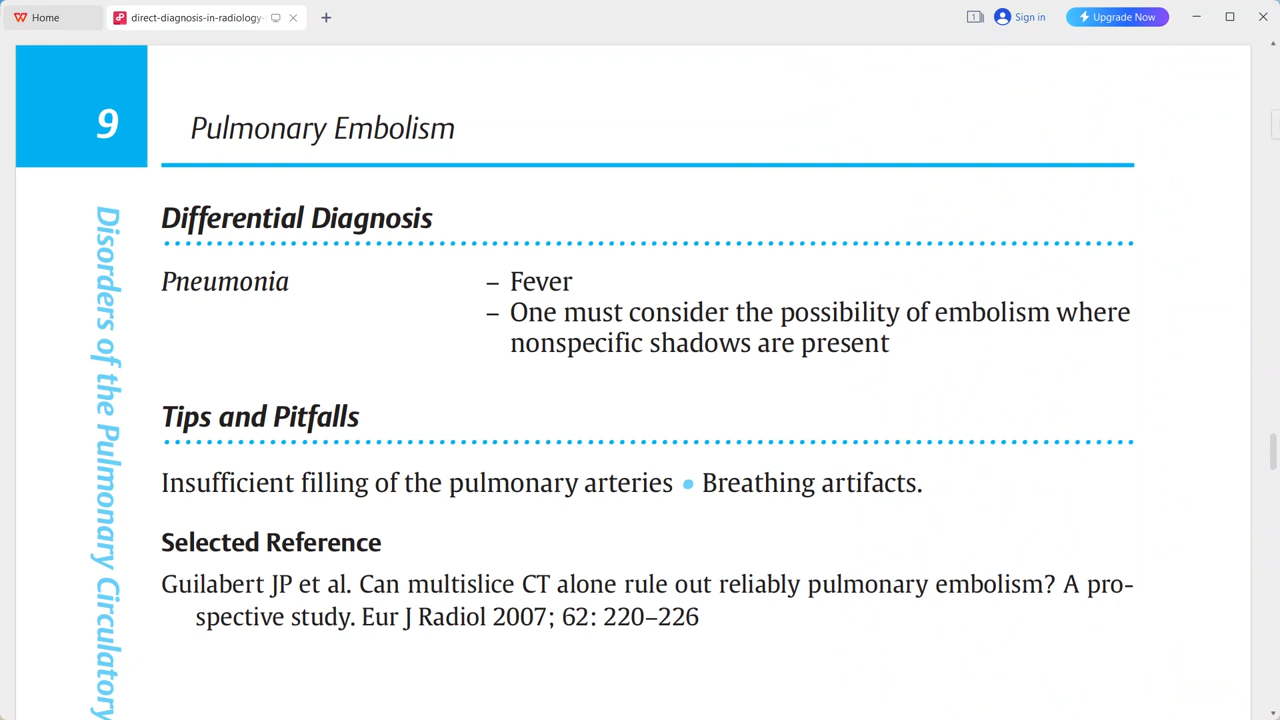 Home
direct-diagnosis-in-radiology-
1
Sign in
Upgrade Now
9
Pulmonary Embolism
Disorders of the Pulmonary Circulatory
Differential Diagnosis
Pneumonia – Fever
– One must consider the possibility of embolism where
nonspecific shadows are present
Tips and Pitfalls
Insufficient filling of the pulmonary arteries • Breathing artifacts.
Selected Reference
Guilabert JP et al. Can multislice CT alone rule out reliably pulmonary embolism? A pro-
spective study. Eur J Radiol 2007; 62: 220–226